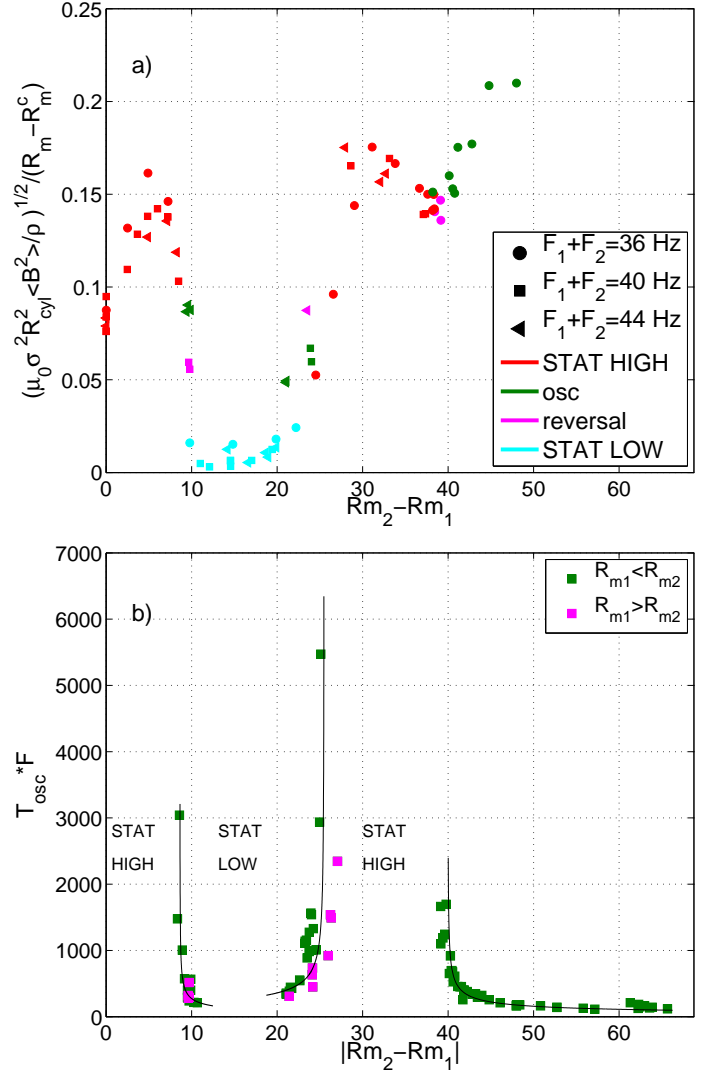 0.25
a)
0.2
0.15
0.1
0.05
0
(μ₀σ ²R²cyl<B²>/ρ )¹ᐟ²/(Rₘ−Rₘᶜ)
F₁+F₂=36 Hz
F₁+F₂=40 Hz
F₁+F₂=44 Hz
STAT HIGH
osc
reversal
STAT LOW
0 10 20 30 40 50 60
Rm₂−Rm₁
7000
b)
6000
5000
4000
3000
2000
1000
0
Tosc*F
Rm1<Rm2
Rm1>Rm2
STAT STAT STAT
HIGH LOW HIGH
0 10 20 30 40 50 60
|Rm₂−Rm₁|